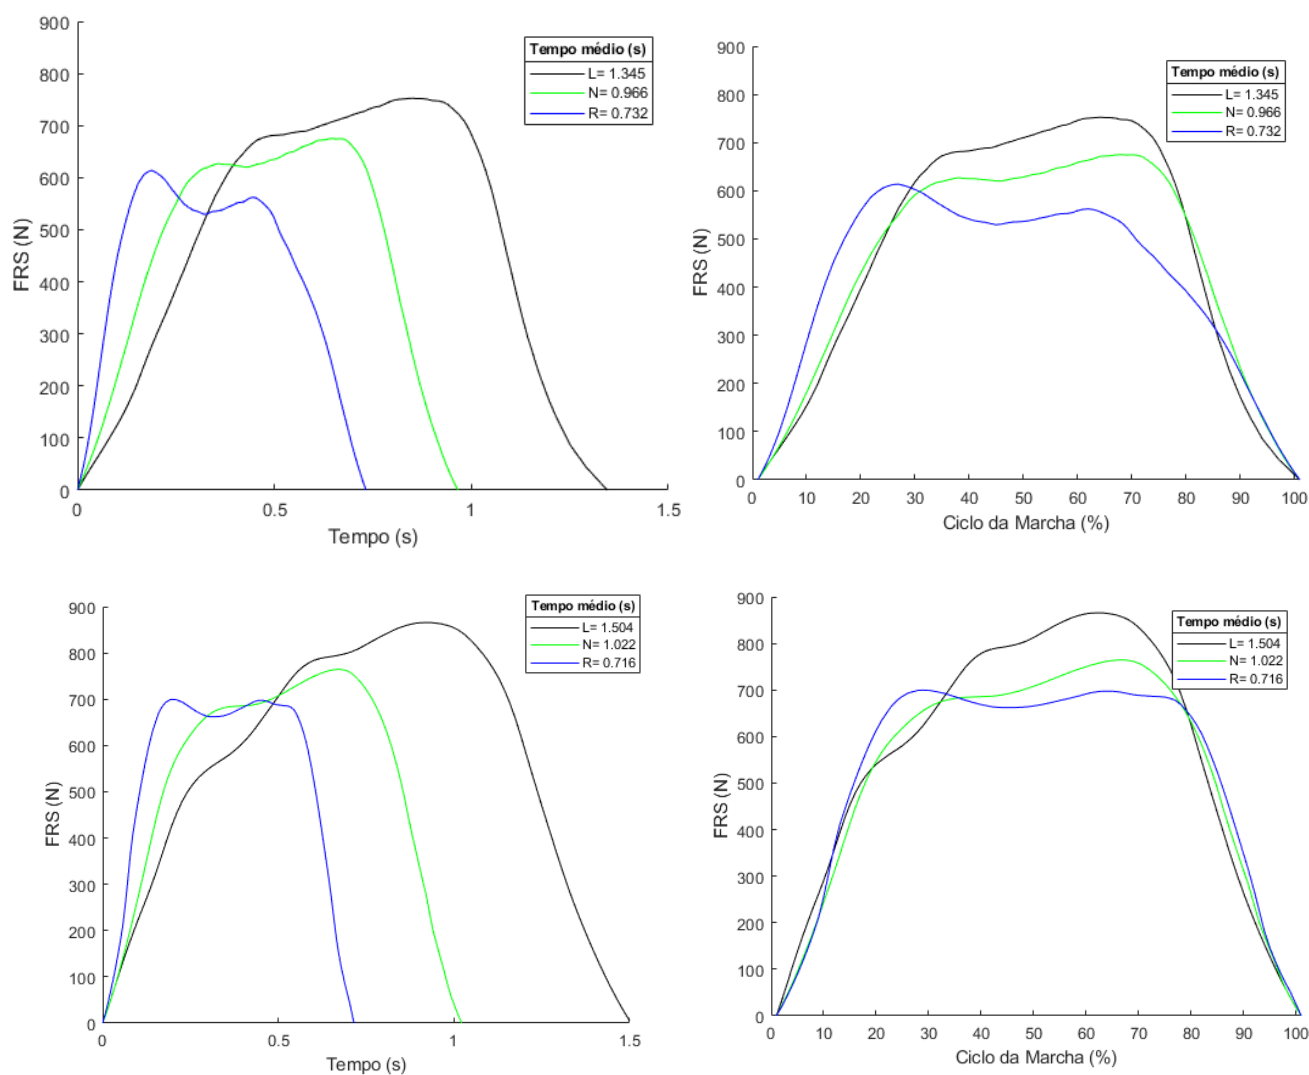 900
800
700
600
500
400
300
200
100
0
FRS (N)
0
0.5
1
1.5
Tempo (s)
Tempo médio (s)
L= 1.345
N= 0.966
R= 0.732
900
800
700
600
500
400
300
200
100
0
FRS (N)
10
20
30
40
50
60
70
80
90
100
Ciclo da Marcha (%)
Tempo médio (s)
L= 1.345
N= 0.966
R= 0.732
900
800
700
600
500
400
300
200
100
0
FRS (N)
0
0.5
1
1.5
Tempo (s)
Tempo médio (s)
L= 1.504
N= 1.022
R= 0.716
900
800
700
600
500
400
300
200
100
0
FRS (N)
0
10
20
30
40
50
60
70
80
90
100
Ciclo da Marcha (%)
Tempo médio (s)
L= 1.504
N= 1.022
R= 0.716